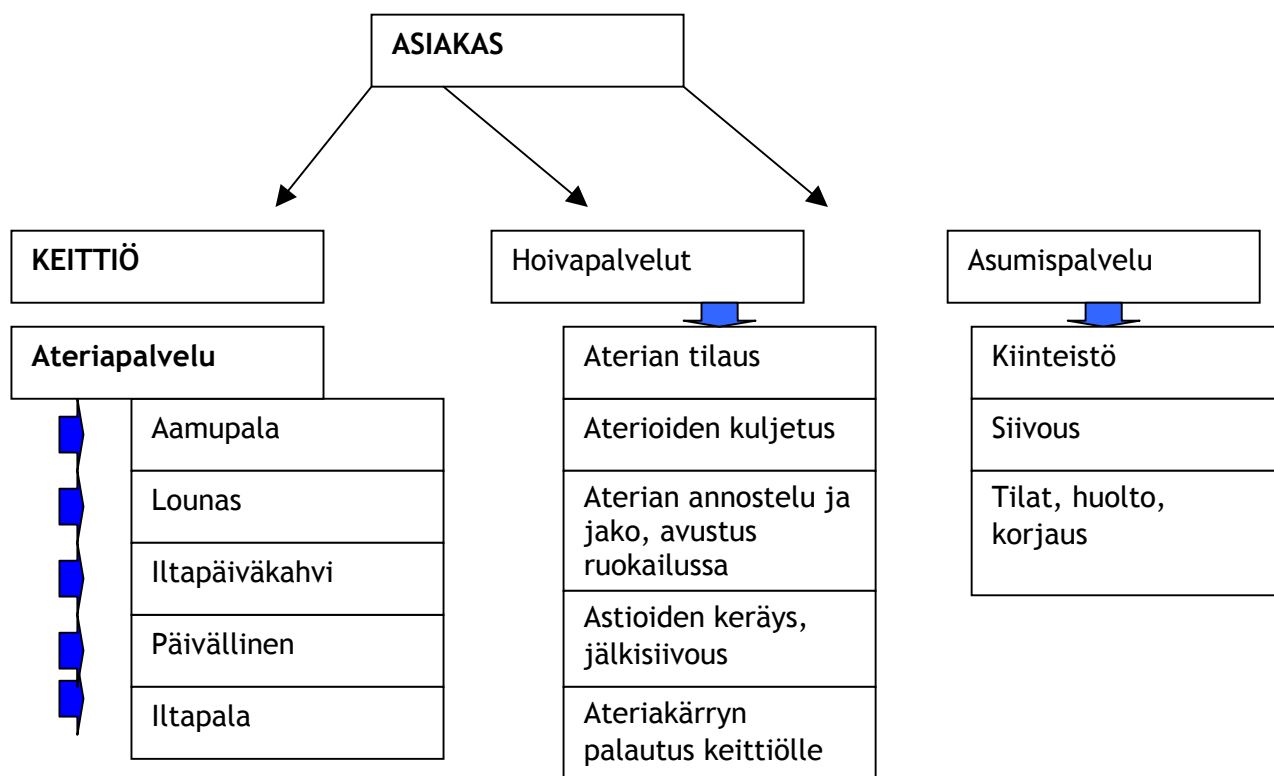 ASIAKAS
KEITTIÖ
Hoivapalvelut
Asumispalvelu
Ateriapalvelu
Aamupala
Lounas
Iltapäiväkahvi
Päivällinen
Iltapala
Aterian tilaus
Aterioiden kuljetus
Aterian annostelu ja
jako, avustus
ruokailussa
Astioiden keräys,
jälkisiivous
Ateriakärryn
palautus keittiölle
Kiinteistö
Siivous
Tilat, huolto,
korjaus